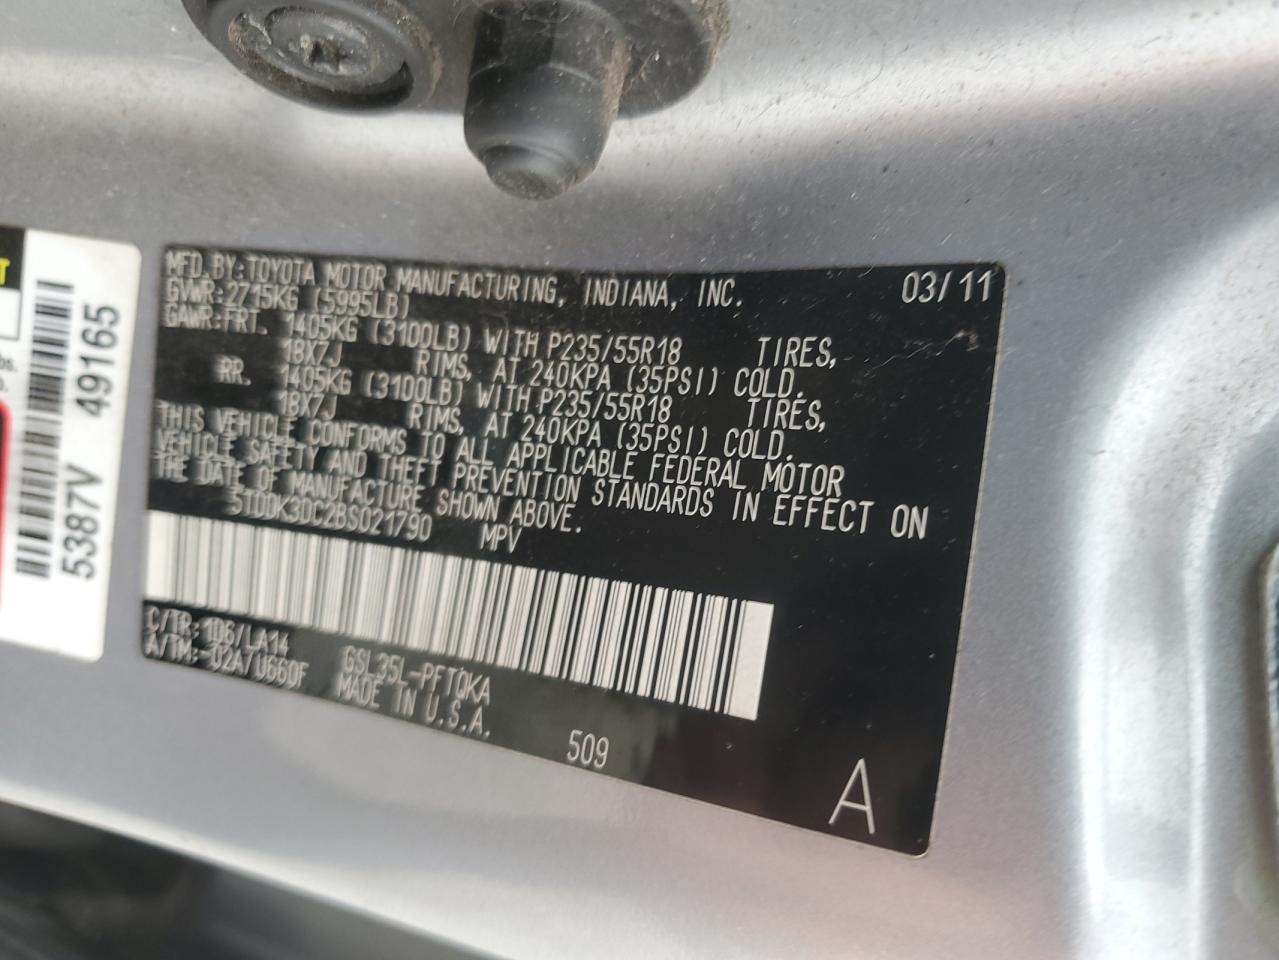 MFD.BY:TOYOTA MOTOR MANUFACTURING, INDIANA, INC. 03/11
GVWR:2715KG (5995LB)
GAWR:FRT. 1405KG (3100LB) WITH P235/55R18 TIRES,
18X7J RIMS, AT 240KPA (35PSI) COLD.
RR. 1405KG (3100LB) WITH P235/55R18 TIRES,
18X7J RIMS, AT 240KPA (35PSI) COLD.
THIS VEHICLE CONFORMS TO ALL APPLICABLE FEDERAL MOTOR
VEHICLE SAFETY AND THEFT PREVENTION STANDARDS IN EFFECT ON
THE DATE OF MANUFACTURE SHOWN ABOVE.
5TDDK3DC2BS021790 MPV
C/TR:1D6/LA14 GSL35L-PFTQKA
A/TM:-02A/U660F MADE IN U.S.A.
509
A
5387V 49165